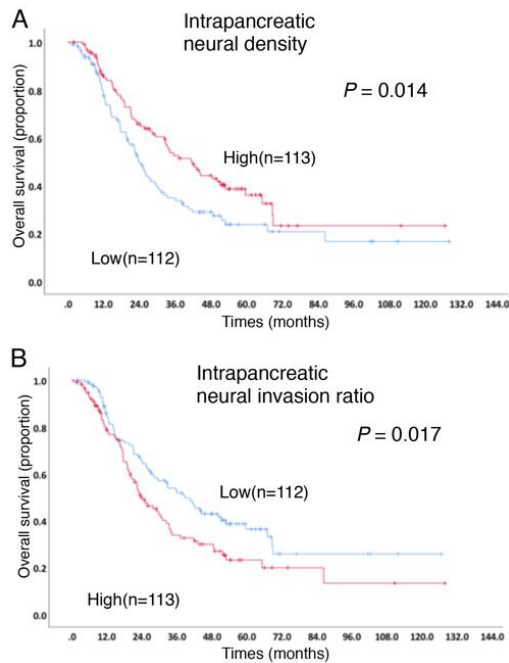 A
Intrapancreatic
neural density
P = 0.014
High(n=113)
Low(n=112)
Overall survival (proportion)
1.0
0.8
0.6
0.4
0.2
0.0
.0 12.0 24.0 36.0 48.0 60.0 72.0 84.0 96.0 120.0 132.0 144.0
Times (months)
B
Intrapancreatic
neural invasion ratio
P = 0.017
Low(n=112)
High(n=113)
Overall survival (proportion)
1.0
0.8
0.6
0.4
0.2
0.0
.0 12.0 24.0 36.0 48.0 60.0 72.0 84.0 96.0 108.0 120.0 132.0 144.0
Times (months)